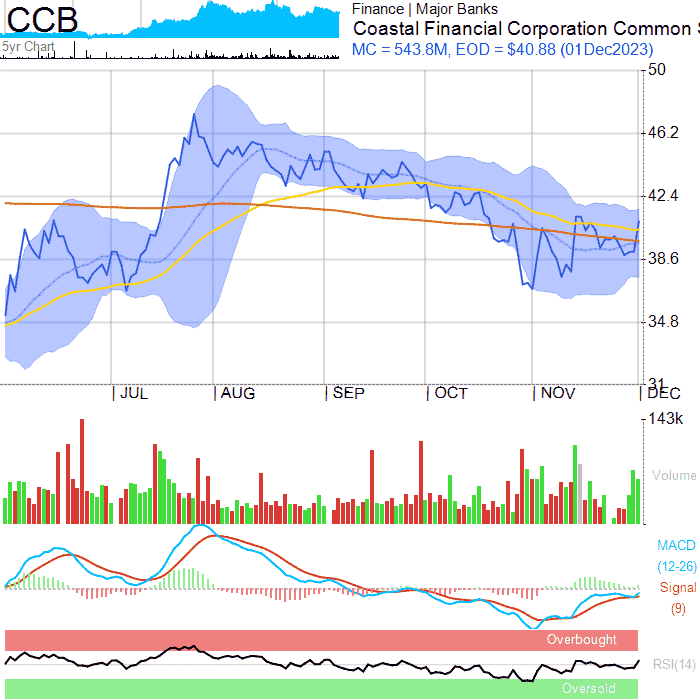 CCB
5yr Chart
Finance | Major Banks
Coastal Financial Corporation Common S
MC = 543.8M, EOD = $40.88 (01Dec2023)
50
46.2
42.4
38.6
34.8
31
JUL AUG SEP OCT NOV DEC
143k
Volume
MACD
(12-26)
Signal
(9)
Overbought
RSI(14)
Oversold